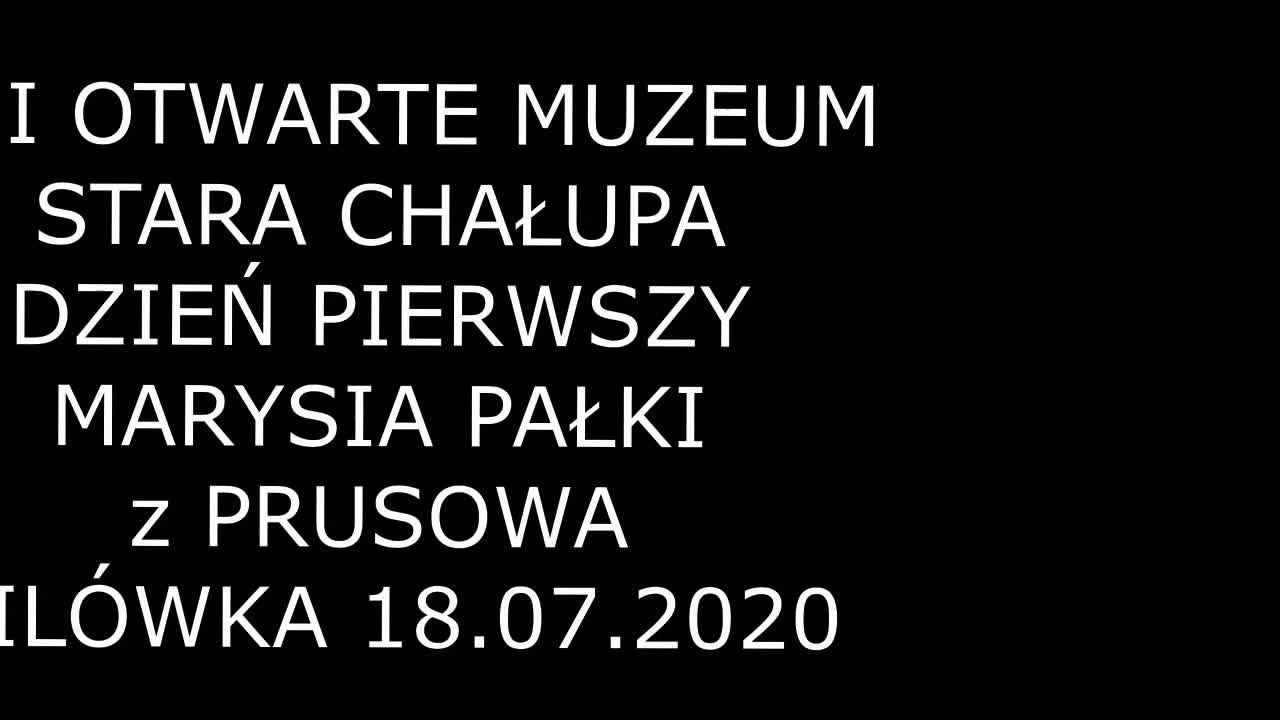 I OTWARTE MUZEUM
STARA CHAŁUPA
DZIEŃ PIERWSZY
MARYSIA PAŁKI
z PRUSOWA
ILÓWKA 18.07.2020